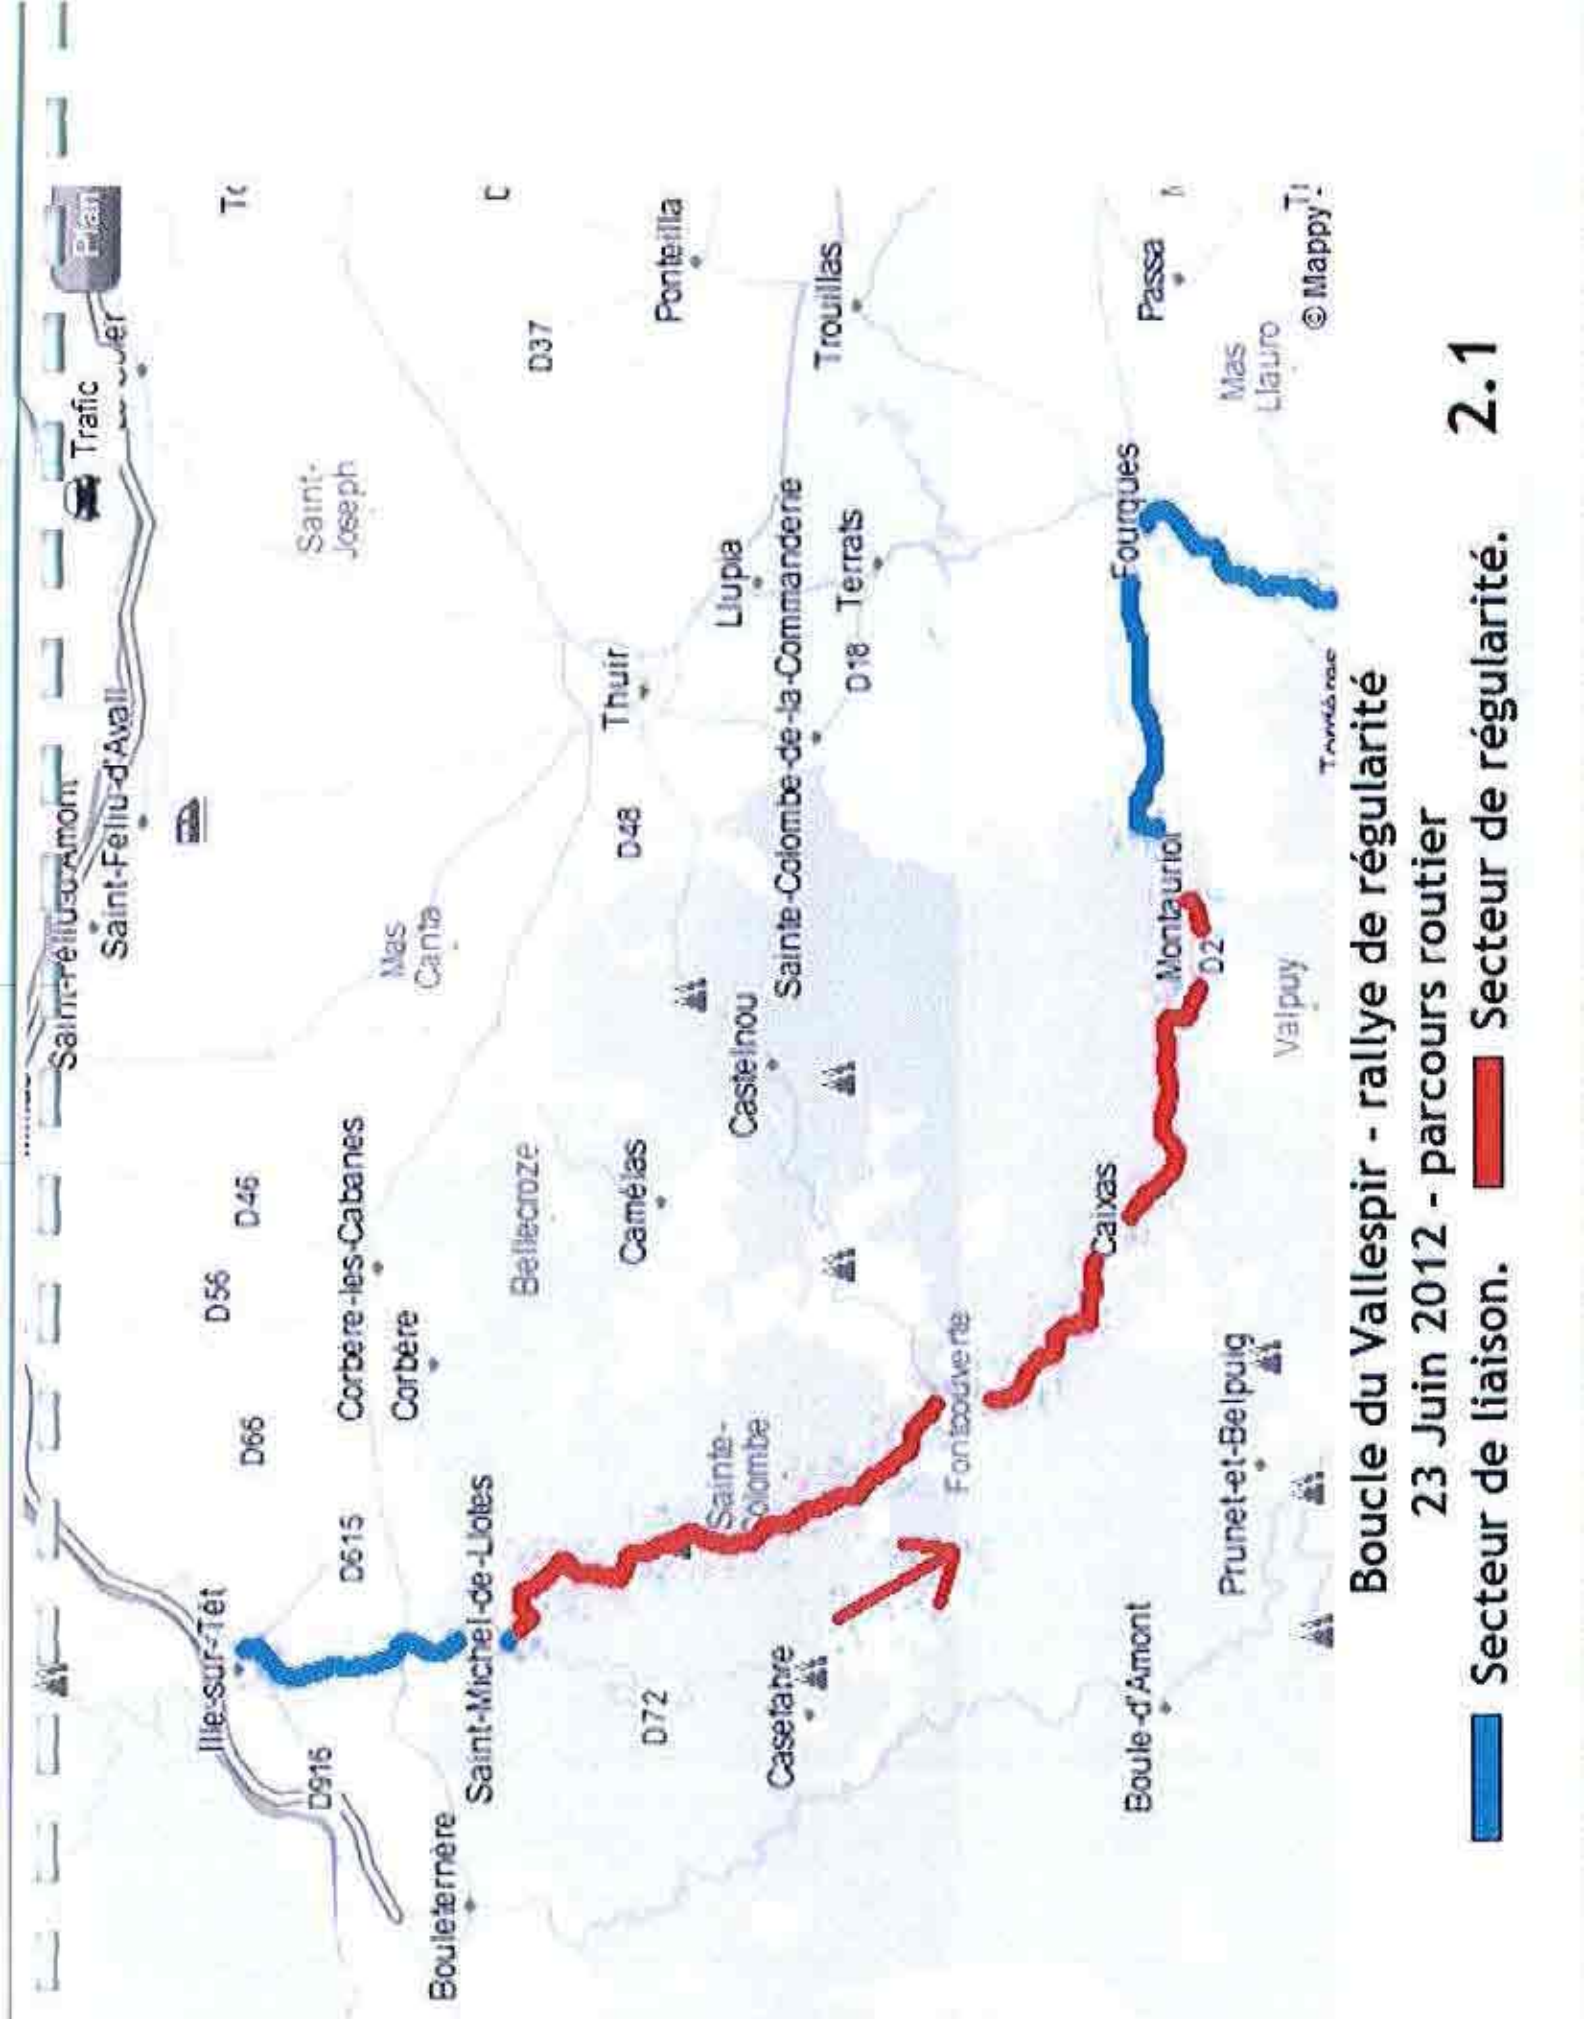 Plan
Trafic
Saint-Féliu-d'Amont
Saint-Féliu-d'Avall
Saint-
Joseph
D56
D46
D66
D37
Ille-sur-Têt
D615
Corbère-les-Cabanes
Corbère
Mas
Canta
D916
Bouleternère
Saint-Michel-de-Llotes
Bellecroze
Thuir
Ponteilla
D48
Camélas
Llupia
D72
Sainte-
Colombe
Castelnou
Sainte-Colombe-de-la-Commanderie
Trouillas
Casefabre
D18
Terrats
Fontcouverte
Caixas
Fourques
Passa
Boule-d'Amont
Montauriol
D2
Mas
Llauro
Prunet-et-Belpuig
Valpuy
© Mappy
Boucle du Vallespir - rallye de régularité
23 Juin 2012 - parcours routier
2.1
Secteur de liaison.
Secteur de régularité.